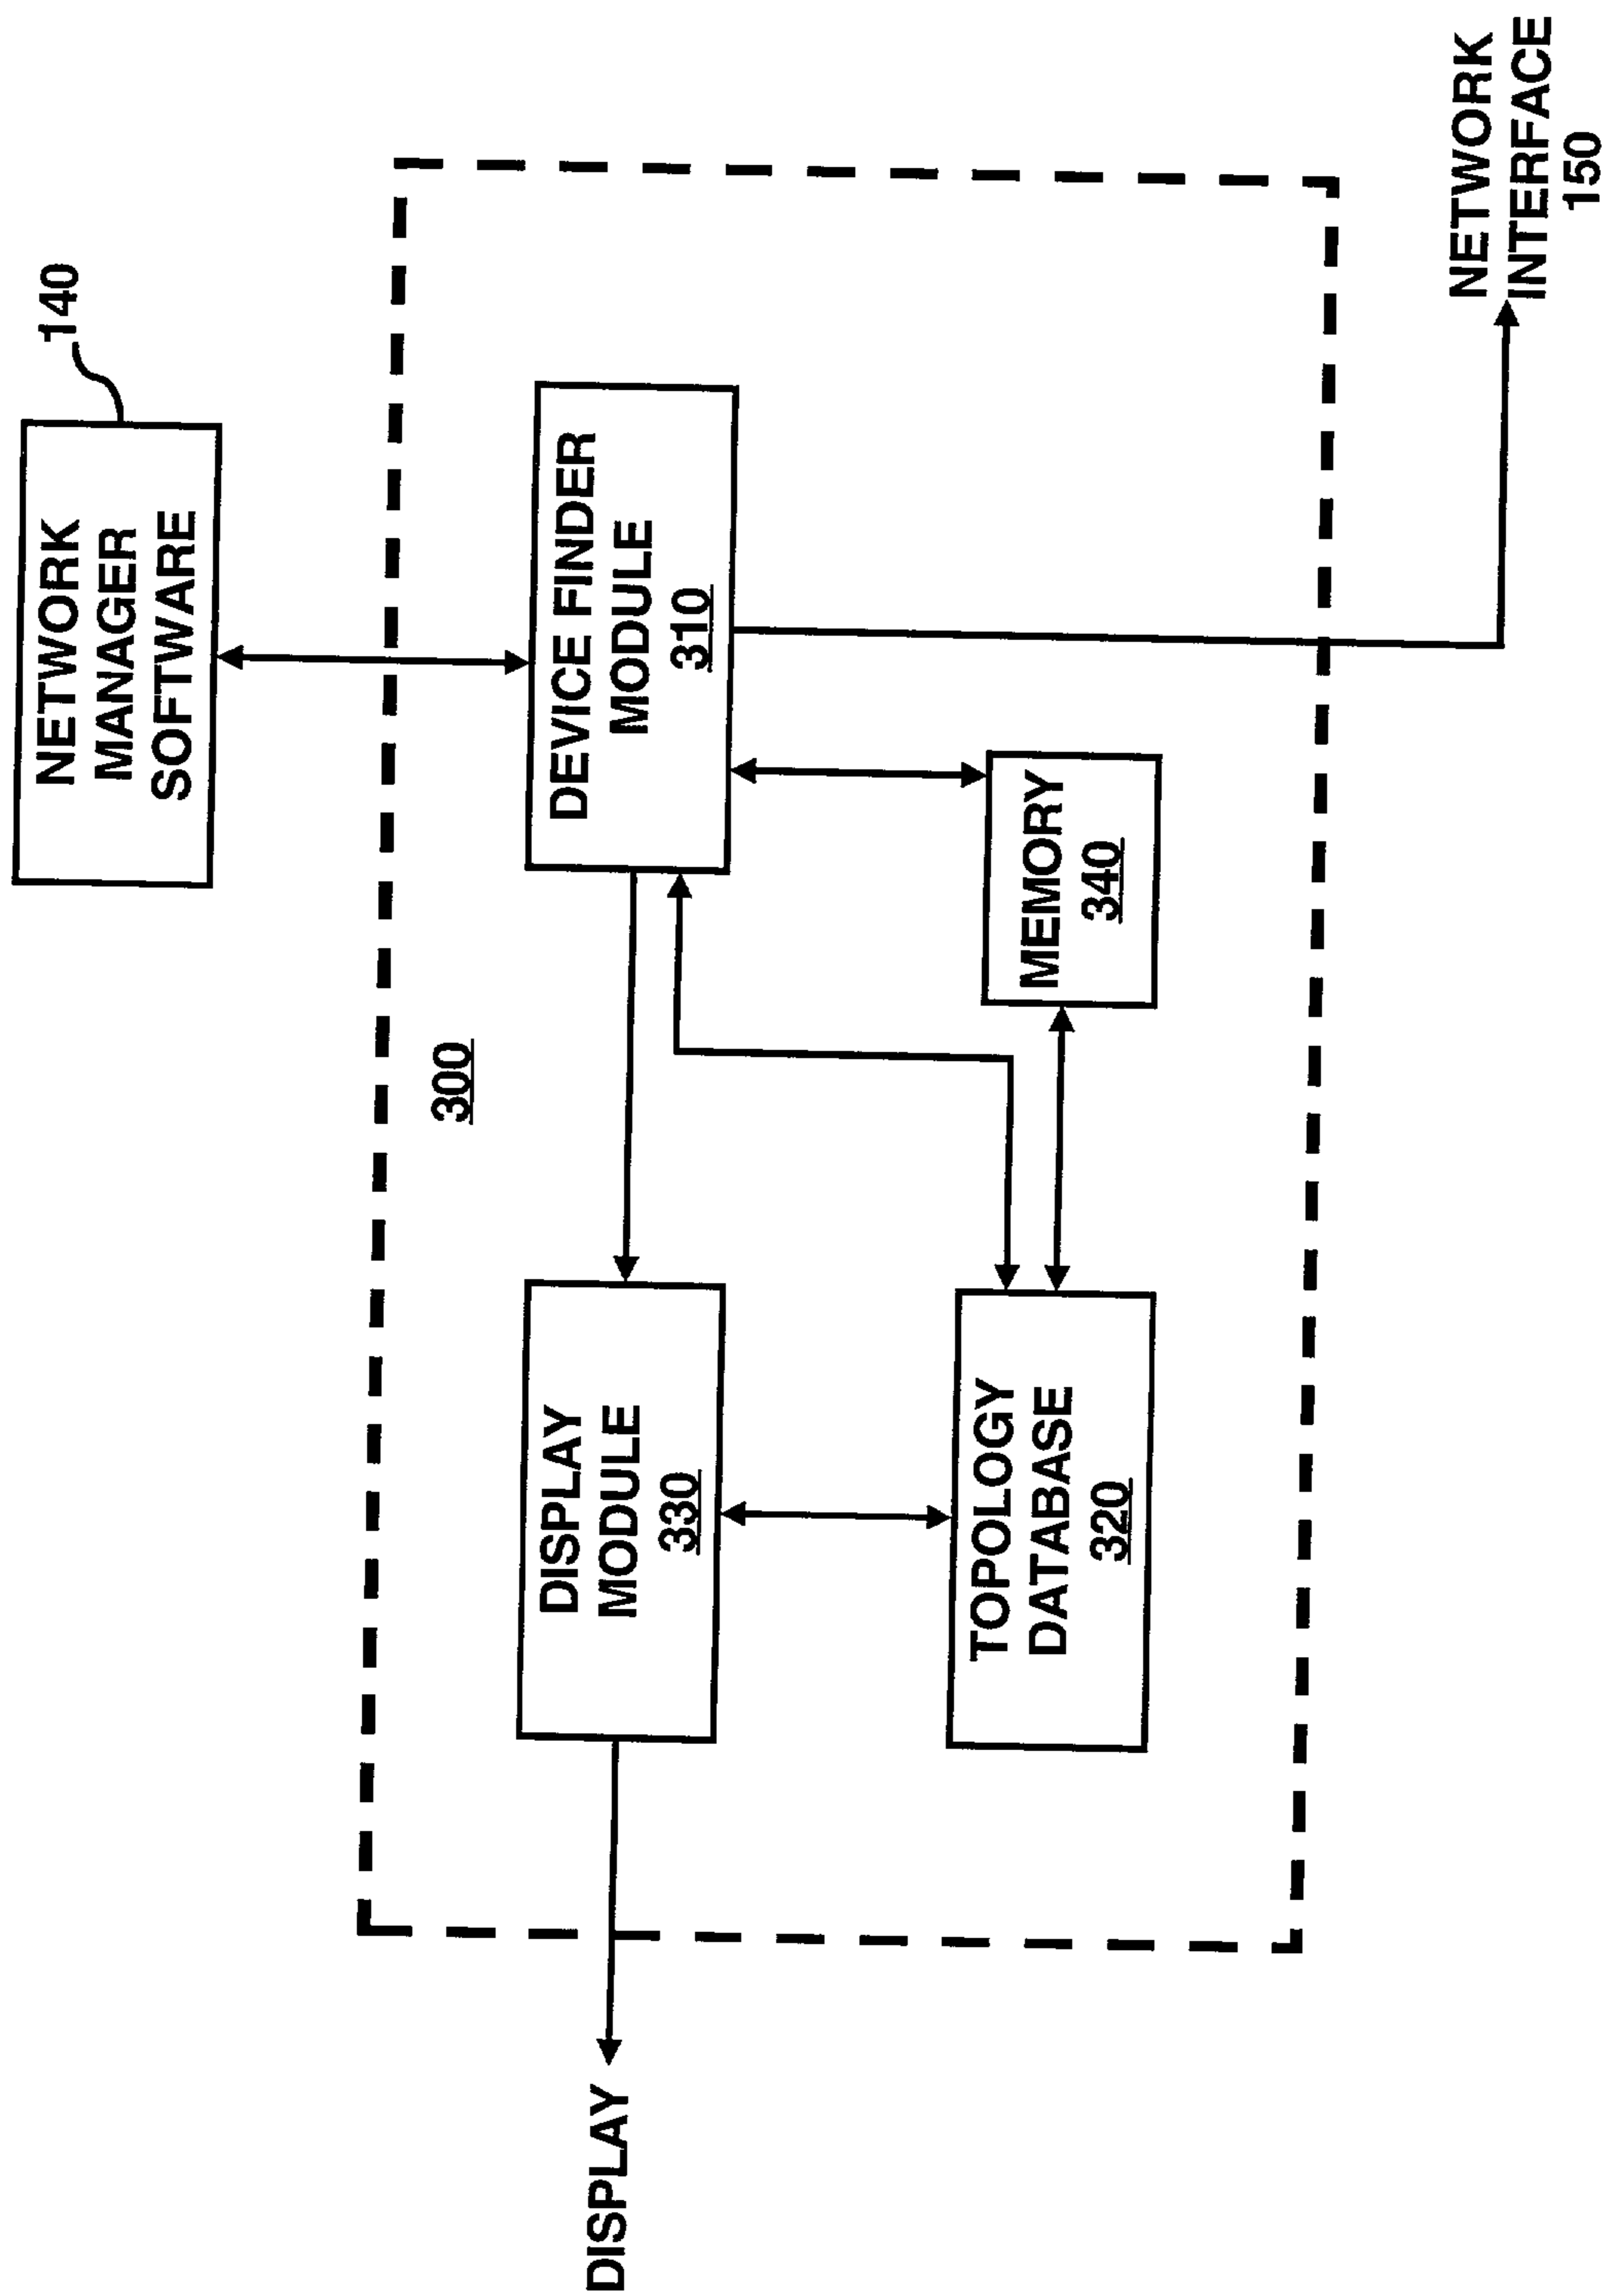 140
NETWORK
MANAGER
SOFTWARE
300
DISPLAY
DISPLAY
MODULE
330
DEVICE FINDER
MODULE
310
TOPOLOGY
DATABASE
320
MEMORY
340
NETWORK
INTERFACE
150